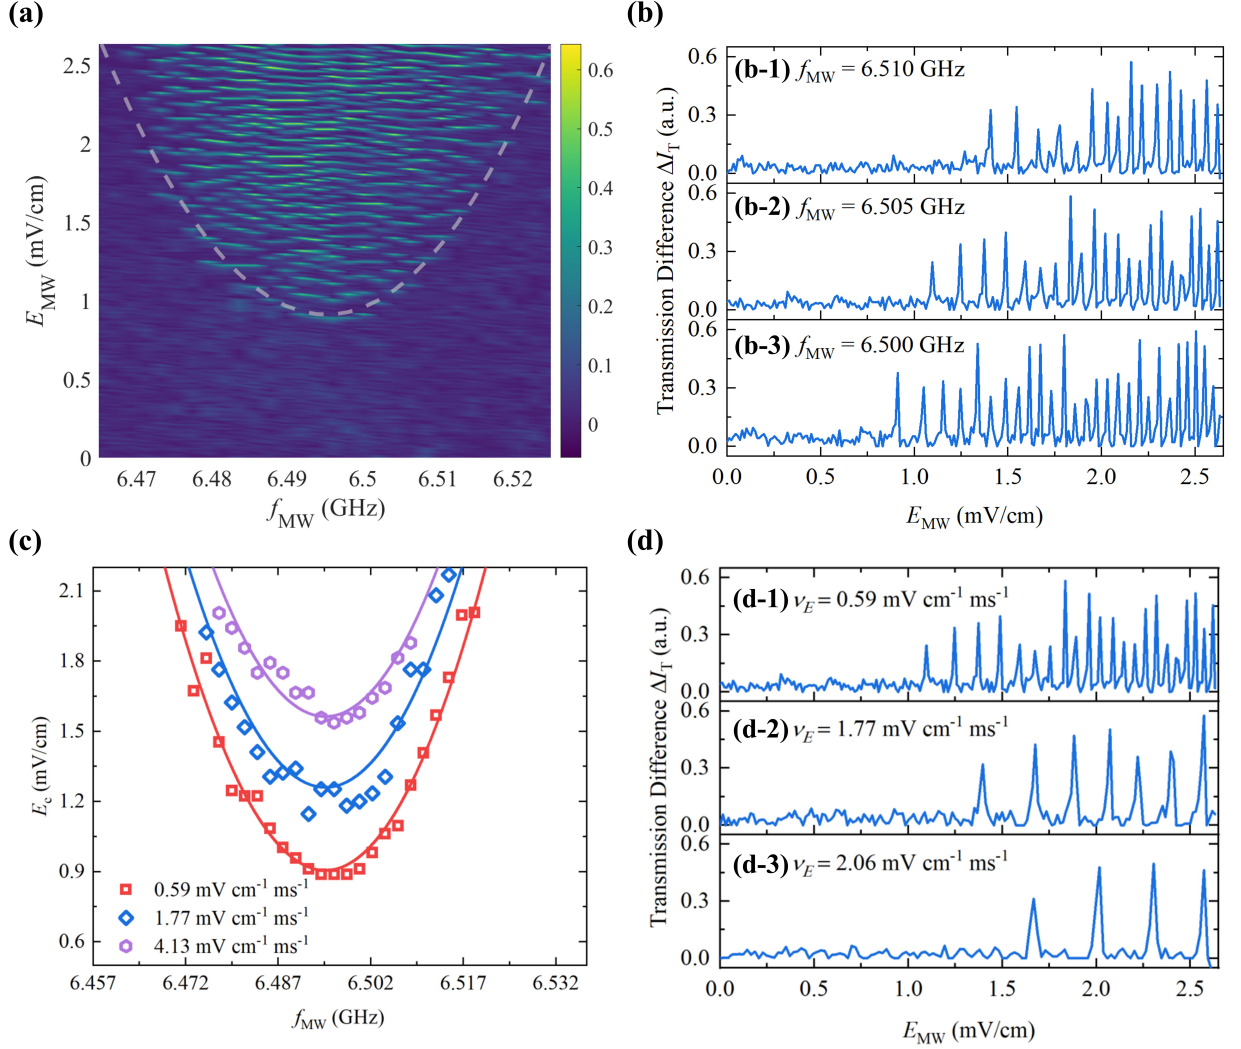 (a)
2.5
2
1.5
1
0.5
0
E_MW (mV/cm)
6.47 6.48 6.49 6.5 6.51 6.52
f_MW (GHz)
0.6
0.5
0.4
0.3
0.2
0.1
0
(b)
Transmission Difference ΔI_T (a.u.)
0.6
0.3
0.0
(b-1) f_MW = 6.510 GHz
0.6
0.3
0.0
(b-2) f_MW = 6.505 GHz
0.6
0.3
0.0
(b-3) f_MW = 6.500 GHz
0.0 0.5 1.0 1.5 2.0 2.5
E_MW (mV/cm)
(c)
2.1
1.8
1.5
1.2
0.9
0.6
E_c (mV/cm)
0.59 mV cm⁻¹ ms⁻¹
1.77 mV cm⁻¹ ms⁻¹
4.13 mV cm⁻¹ ms⁻¹
6.457 6.472 6.487 6.502 6.517 6.532
f_MW (GHz)
(d)
Transmission Difference ΔI_T (a.u.)
0.6
0.3
0.0
(d-1) ν_E = 0.59 mV cm⁻¹ ms⁻¹
0.6
0.3
0.0
(d-2) ν_E = 1.77 mV cm⁻¹ ms⁻¹
0.6
0.3
0.0
(d-3) ν_E = 2.06 mV cm⁻¹ ms⁻¹
0.0 0.5 1.0 1.5 2.0 2.5
E_MW (mV/cm)